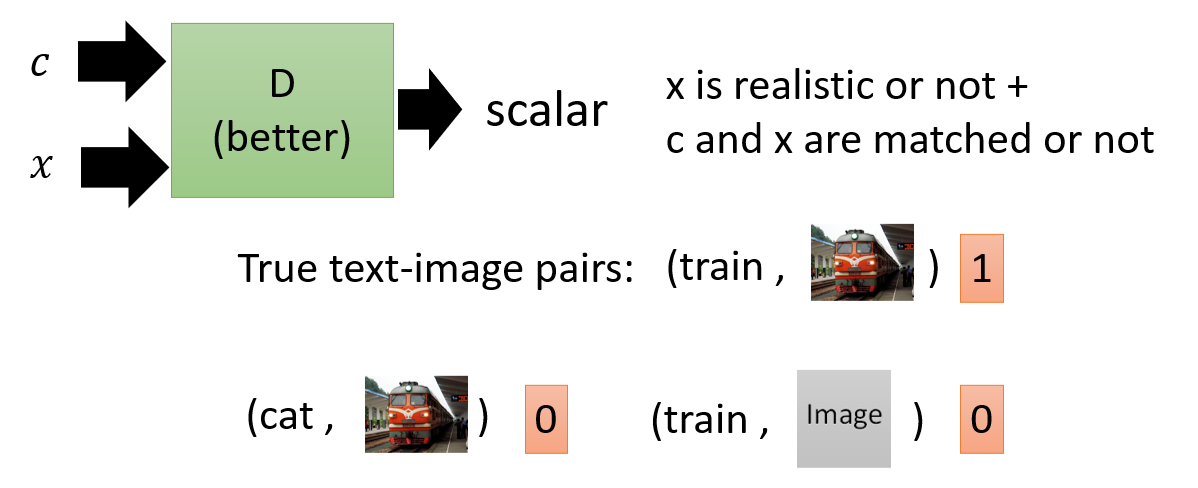 c
x
D
(better)
scalar
x is realistic or not +
c and x are matched or not
True text-image pairs: (train , ) 1
(cat , ) 0
(train , Image ) 0